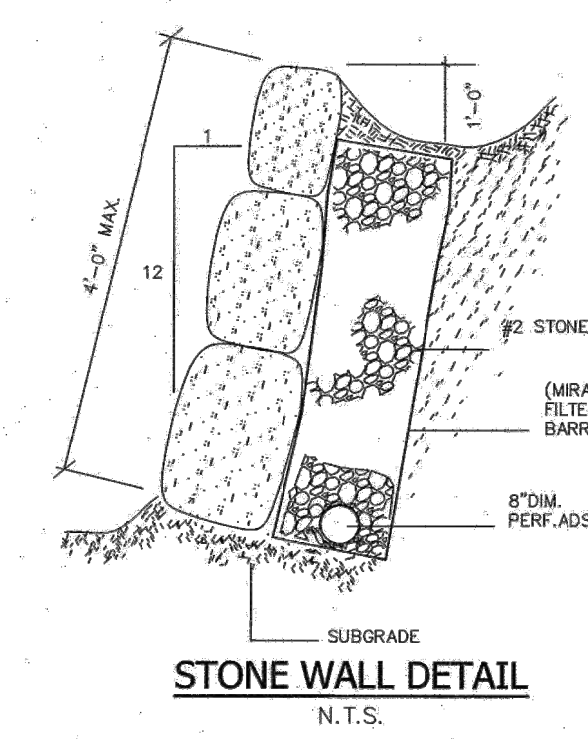 1'-0"
1
4'-0" MAX.
12
#2 STONE
(MIRA
FILTE
BARR
8"DIM.
PERF.ADS
SUBGRADE
STONE WALL DETAIL
N.T.S.